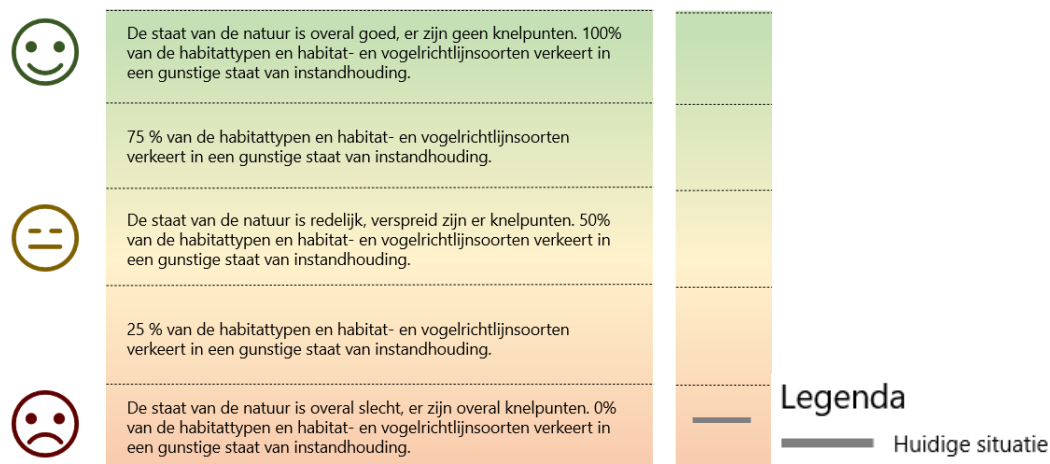 De staat van de natuur is overal goed, er zijn geen knelpunten. 100%
van de habitattypen en habitat- en vogelrichtlijnsoorten verkeert in
een gunstige staat van instandhouding.
75 % van de habitattypen en habitat- en vogelrichtlijnsoorten
verkeert in een gunstige staat van instandhouding.
De staat van de natuur is redelijk, verspreid zijn er knelpunten. 50%
van de habitattypen en habitat- en vogelrichtlijnsoorten verkeert in
een gunstige staat van instandhouding.
25 % van de habitattypen en habitat- en vogelrichtlijnsoorten
verkeert in een gunstige staat van instandhouding.
De staat van de natuur is overal slecht, er zijn overal knelpunten. 0%
van de habitattypen en habitat- en vogelrichtlijnsoorten verkeert in
een gunstige staat van instandhouding.
Legenda
Huidige situatie